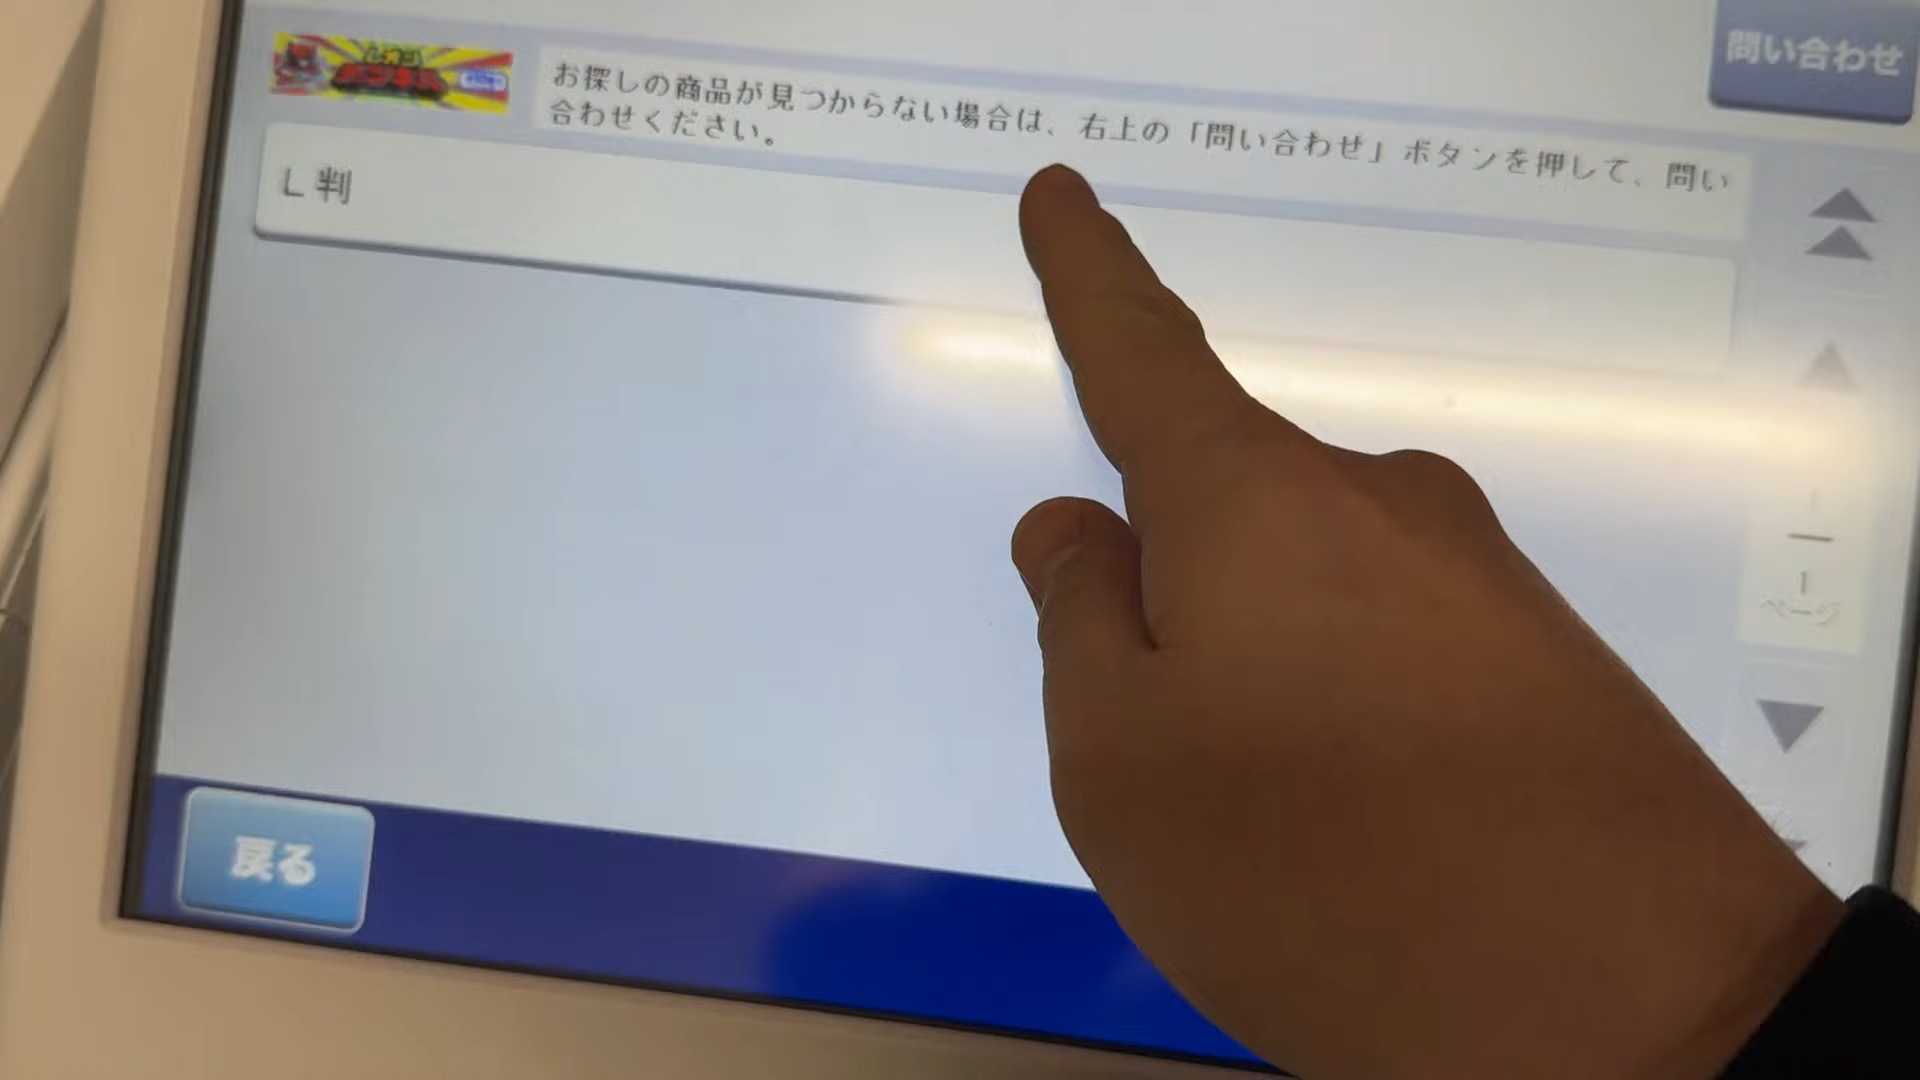 問い合わせ
お探しの商品が見つからない場合は、右上の「問い合わせ」ボタンを押して、問い
合わせください。
L判
1
ページ
戻る